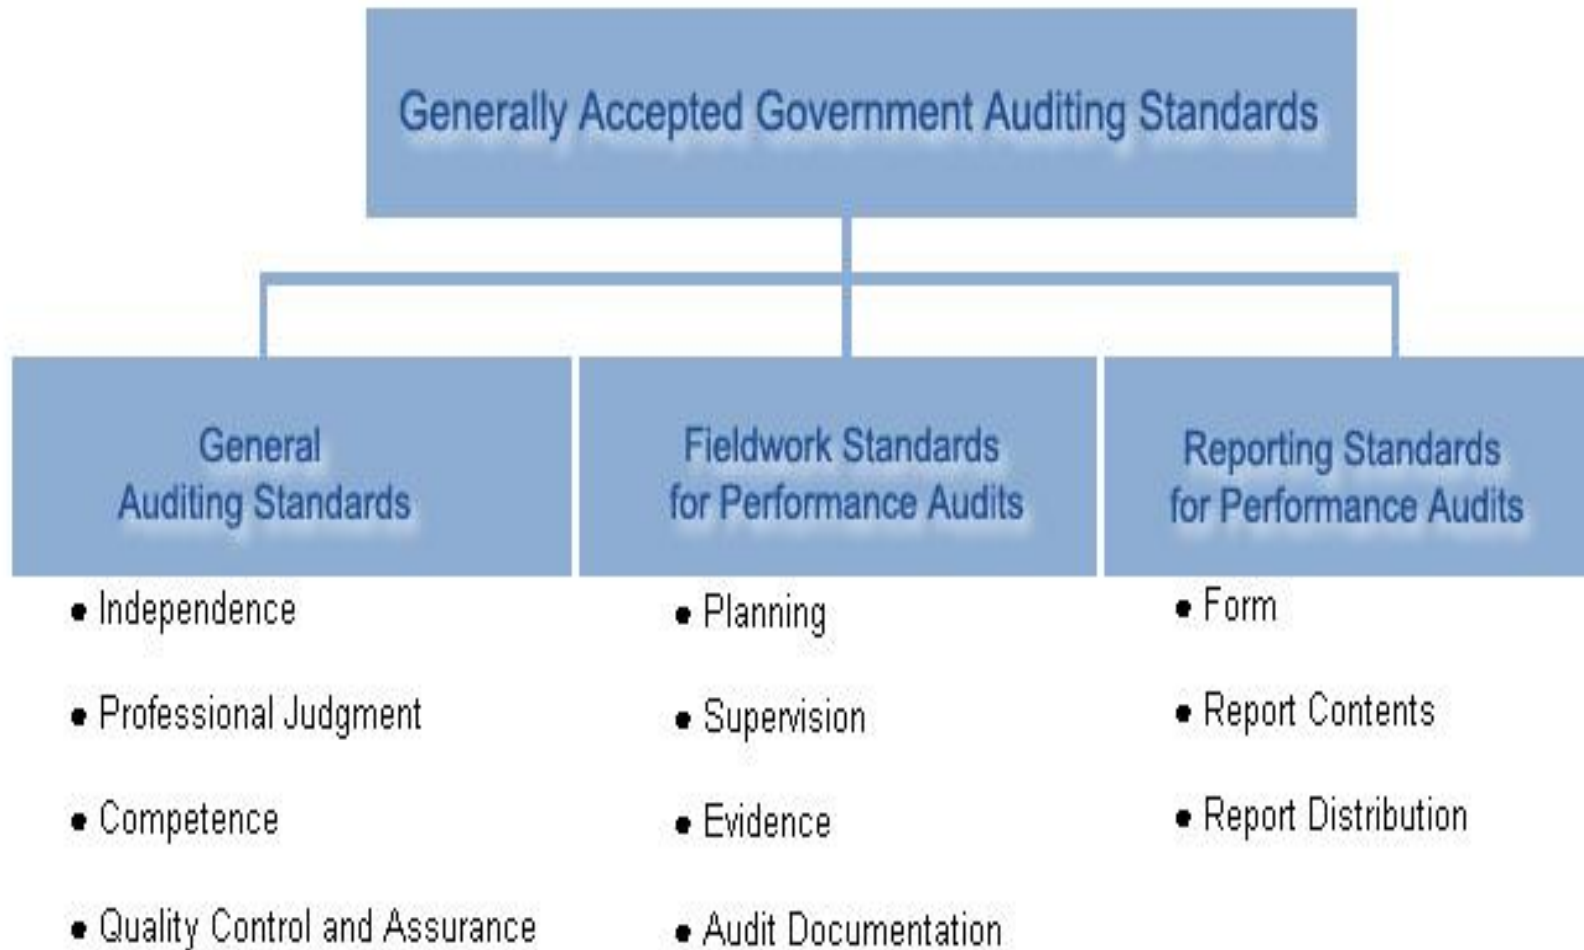 Generally Accepted Government Auditing Standards
General
Auditing Standards
• Independence
• Professional Judgment
• Competence
• Quality Control and Assurance
Fieldwork Standards
for Performance Audits
• Planning
• Supervision
• Evidence
• Audit Documentation
Reporting Standards
for Performance Audits
• Form
• Report Contents
• Report Distribution